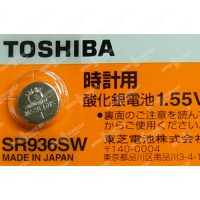 TOSHIBA
時計用
酸化銀電池1.55V
●裏面のご注意を読んで
からご使用ください。
東芝電池株式会社
〒140-0004
東京都品川区南品川3-4-1
SR936SW
MADE IN JAPAN